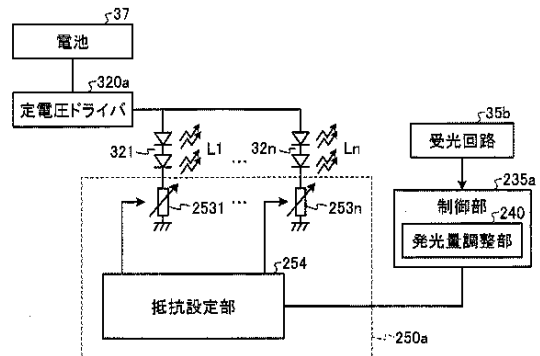 37
電池
320a
定電圧ドライバ
35b
321
L1
...
32n
Ln
受光回路
235a
制御部
240
発光量調整部
2531
...
253n
254
抵抗設定部
250a